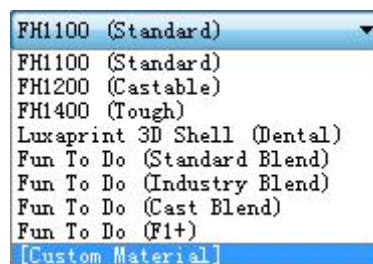 FH1100 (Standard)
FH1100 (Standard)
FH1200 (Castable)
FH1400 (Tough)
Luxaprint 3D Shell (Dental)
Fun To Do (Standard Blend)
Fun To Do (Industry Blend)
Fun To Do (Cast Blend)
Fun To Do (F1+)
[Custom Material]